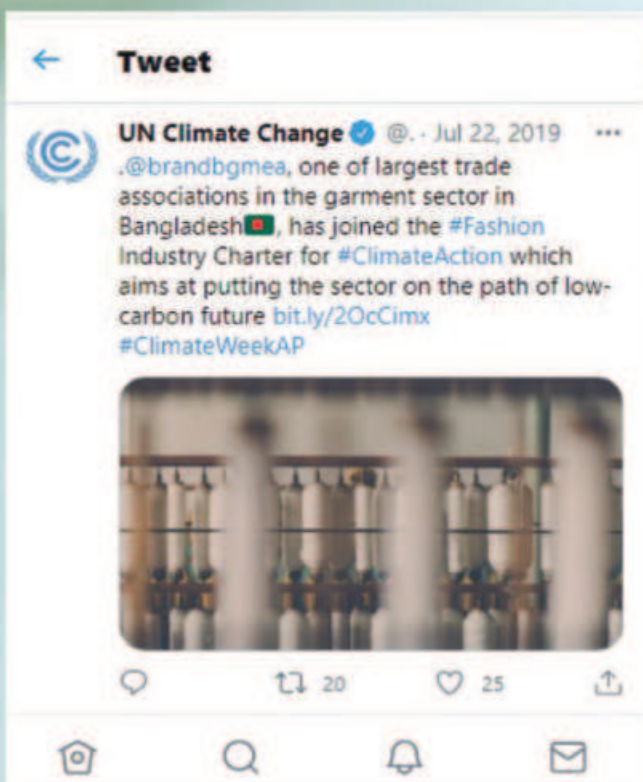 Tweet
UN Climate Change @. · Jul 22, 2019
.@brandbgmea, one of largest trade
associations in the garment sector in
Bangladesh🇧🇩, has joined the #Fashion
Industry Charter for #ClimateAction which
aims at putting the sector on the path of low-
carbon future bit.ly/2OcCimx
#ClimateWeekAP
20 25